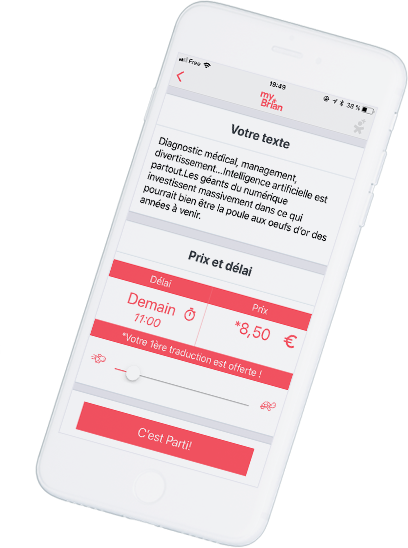 Free
19:49
38 %
my
Brian
Votre texte
Diagnostic médical, management,
divertissement...Intelligence artificielle est
partout.Les géants du numérique
investissent massivement dans ce qui
pourrait bien être la poule aux oeufs d'or des
années à venir.
Prix et délai
Délai
Prix
Demain
11:00
*8,50 €
*Votre 1ère traduction est offerte !
C'est Parti!